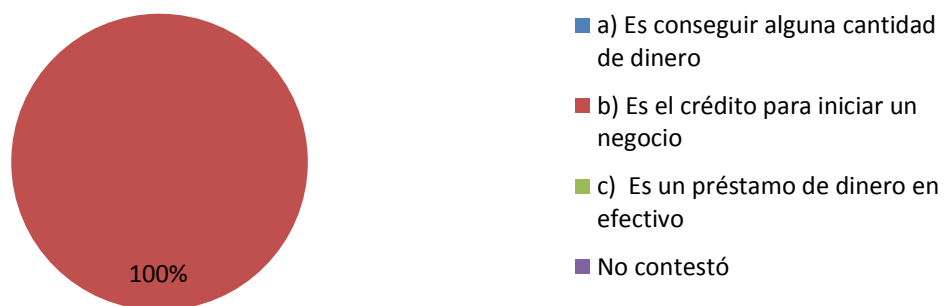 a) Es conseguir alguna cantidad
de dinero
b) Es el crédito para iniciar un
negocio
c) Es un préstamo de dinero en
efectivo
No contestó
100%